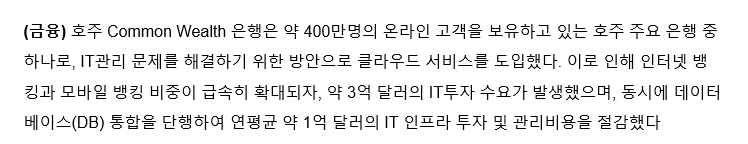 (금융) 호주 Common Wealth 은행은 약 400만명의 온라인 고객을 보유하고 있는 호주 주요 은행 중
하나로, IT관리 문제를 해결하기 위한 방안으로 클라우드 서비스를 도입했다. 이로 인해 인터넷 뱅
킹과 모바일 뱅킹 비중이 급속히 확대되자, 약 3억 달러의 IT투자 수요가 발생했으며, 동시에 데이터
베이스(DB) 통합을 단행하여 연평균 약 1억 달러의 IT 인프라 투자 및 관리비용을 절감했다